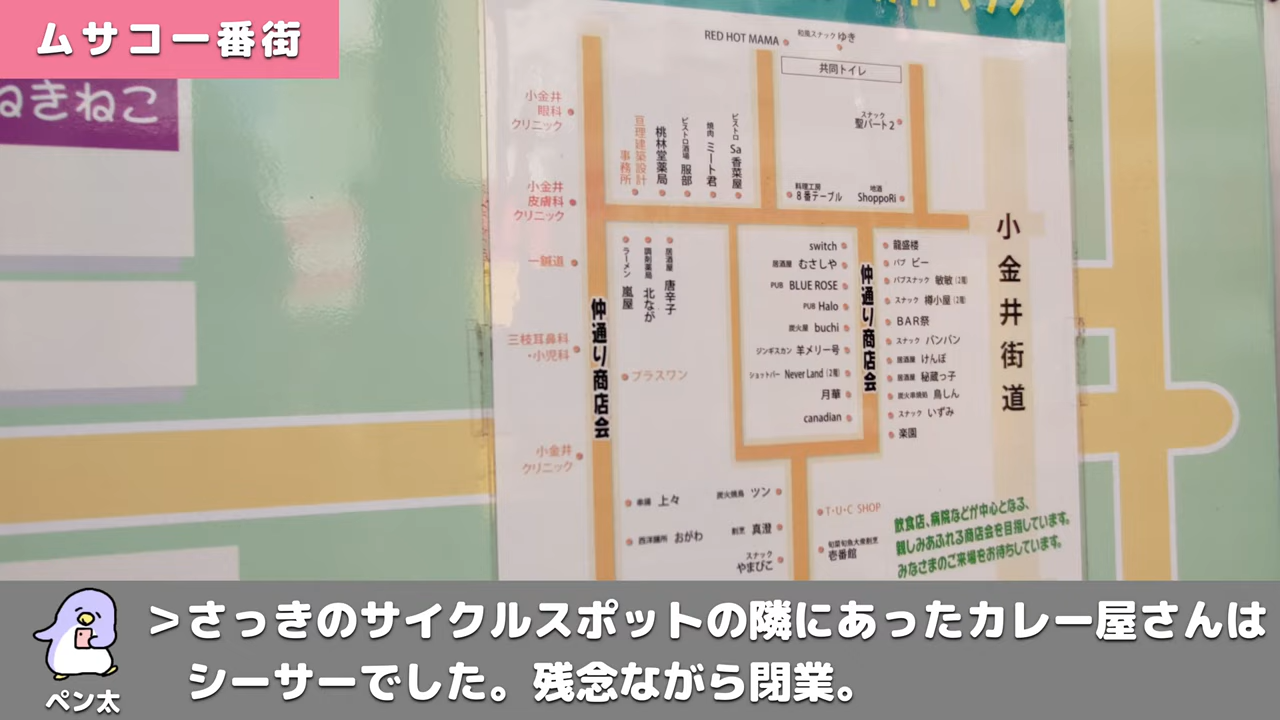 ムサコー番街
ねきねこ
RED HOT MAMA
和風スナック ゆき
共同トイレ
小金井
眼科
クリニック
スナック
聖パート2
亘理建築設計
事務所
桃林堂薬局
ビストロ酒場 服部
焼肉 ミート君
ビストロ Sa香菜屋
小金井
皮膚科
クリニック
料理工房
8番テーブル
地酒
ShoppoRi
一鍼道
ラーメン 嵐屋
調剤薬局 北なが
居酒屋 唐辛子
switch
居酒屋 むさしや
PUB BLUE ROSE
PUB Halo
炭火屋 buchi
ジンギスカン 羊メリー号
ショットバー Never Land (2階)
月華
canadian
仲通り商店会
龍盛楼
パブ ビー
パブスナック 敏敏 (2階)
スナック 樽小屋 (2階)
BAR祭
スナック バンバン
居酒屋 けんぼ
居酒屋 秘蔵っ子
炭火串焼処 鳥しん
スナック いずみ
楽園
小金井街道
仲通り商店会
三枝耳鼻科
・小児科
プラスワン
小金井
クリニック
串揚 上々
炭火焼鳥 ツン
西洋膳所 おがわ
割烹 真澄
スナック
やまびこ
T・U・C SHOP
旬菜旬魚大衆割烹
壱番館
飲食店、病院などが中心となる、
親しみあふれる商店会を目指しています。
みなさまのご来場をお待ちしています。
>さっきのサイクルスポットの隣にあったカレー屋さんは
シーサーでした。残念ながら閉業。
ペン太